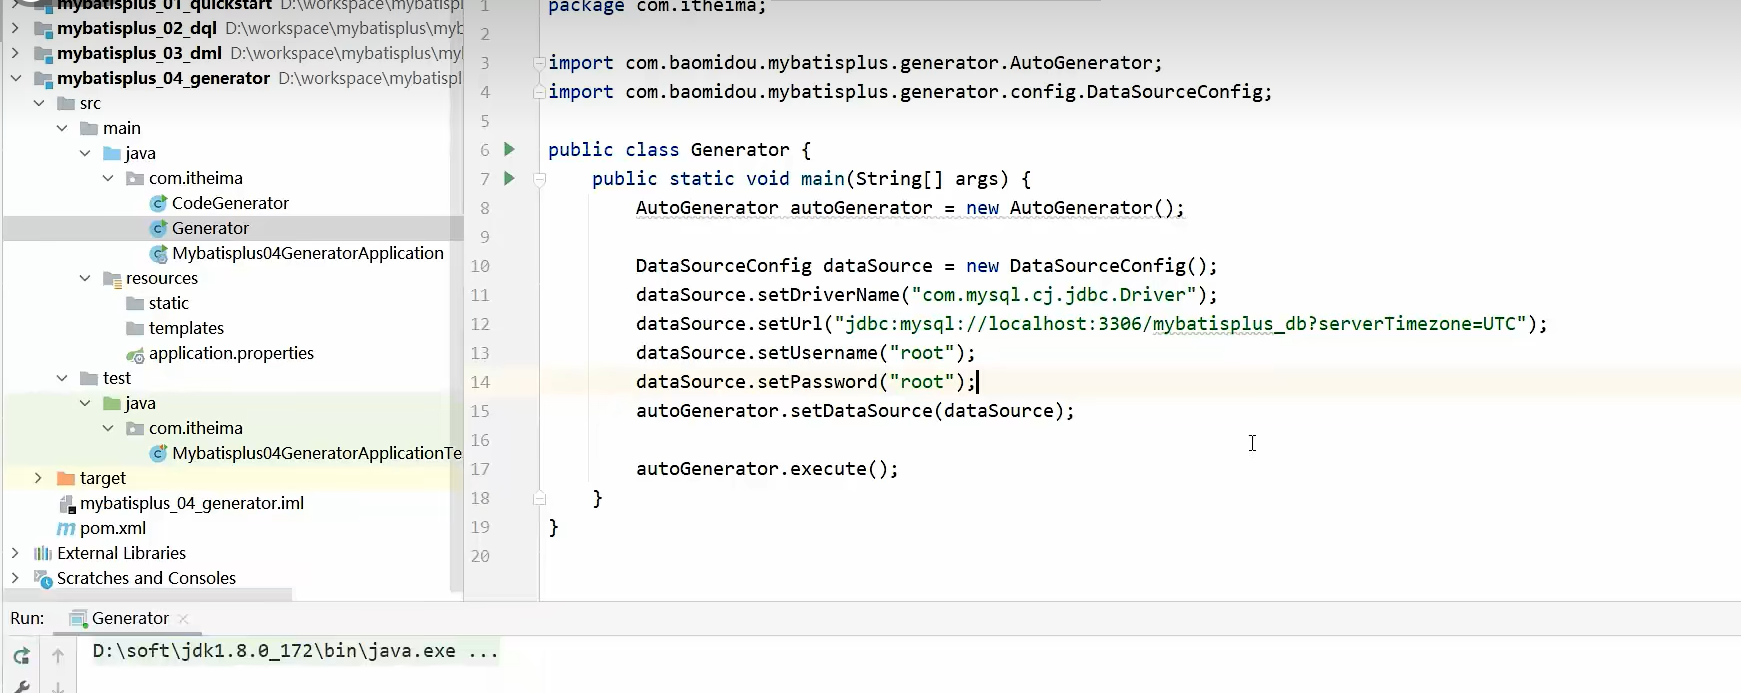 mybatisplus_01_quickstart D:\workspace\mybatisplus\my
mybatisplus_02_dql D:\workspace\mybatisplus\myb
mybatisplus_03_dml D:\workspace\mybatisplus\my
mybatisplus_04_generator D:\workspace\mybatispl
src
main
java
com.itheima
CodeGenerator
Generator
Mybatisplus04GeneratorApplication
resources
static
templates
application.properties
test
java
com.itheima
Mybatisplus04GeneratorApplicationTe
target
mybatisplus_04_generator.iml
pom.xml
External Libraries
Scratches and Consoles
1 package com.itheima;
2
3 import com.baomidou.mybatisplus.generator.AutoGenerator;
4 import com.baomidou.mybatisplus.generator.config.DataSourceConfig;
5
6 public class Generator {
7 public static void main(String[] args) {
8 AutoGenerator autoGenerator = new AutoGenerator();
9
10 DataSourceConfig dataSource = new DataSourceConfig();
11 dataSource.setDriverName("com.mysql.cj.jdbc.Driver");
12 dataSource.setUrl("jdbc:mysql://localhost:3306/mybatisplus_db?serverTimezone=UTC");
13 dataSource.setUsername("root");
14 dataSource.setPassword("root");
15 autoGenerator.setDataSource(dataSource);
16
17 autoGenerator.execute();
18 }
19 }
20
Run: Generator
D:\soft\jdk1.8.0_172\bin\java.exe ...